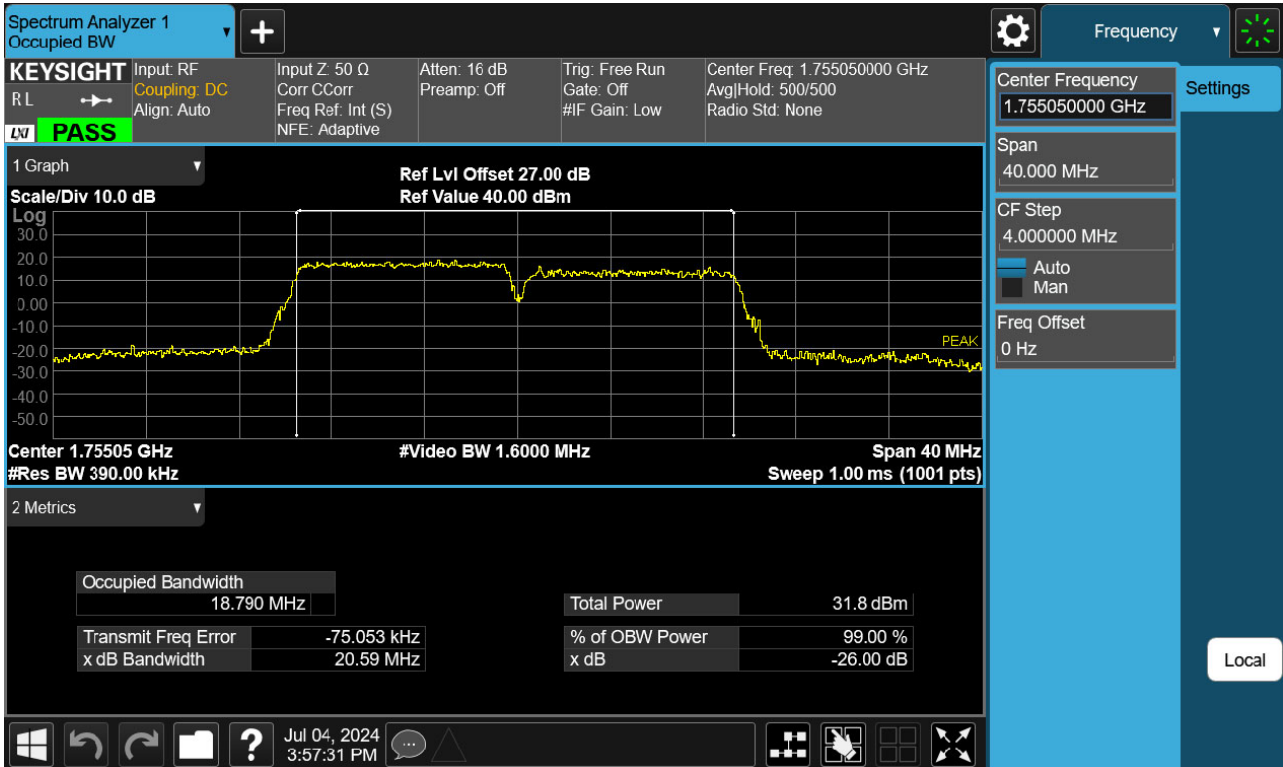 Spectrum Analyzer 1
Occupied BW
Frequency
KEYSIGHT
R L
LXI
PASS
Input: RF
Coupling: DC
Align: Auto
Input Z: 50 Ω
Corr CCorr
Freq Ref: Int (S)
NFE: Adaptive
Atten: 16 dB
Preamp: Off
Trig: Free Run
Gate: Off
#IF Gain: Low
Center Freq: 1.755050000 GHz
Avg|Hold: 500/500
Radio Std: None
Center Frequency
1.755050000 GHz
Settings
Span
40.000 MHz
CF Step
4.000000 MHz
Auto
Man
Freq Offset
0 Hz
Local
1 Graph
Scale/Div 10.0 dB
Ref Lvl Offset 27.00 dB
Ref Value 40.00 dBm
Log
30.0
20.0
10.0
0.00
-10.0
-20.0
-30.0
-40.0
-50.0
PEAK
Center 1.75505 GHz
#Video BW 1.6000 MHz
Span 40 MHz
#Res BW 390.00 kHz
Sweep 1.00 ms (1001 pts)
2 Metrics
Occupied Bandwidth
18.790 MHz
Total Power 31.8 dBm
Transmit Freq Error -75.053 kHz
% of OBW Power 99.00 %
x dB Bandwidth 20.59 MHz
x dB -26.00 dB
?
Jul 04, 2024
3:57:31 PM